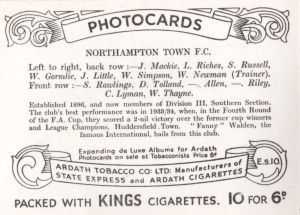 PHOTOCARDS
NORTHAMPTON TOWN F.C.
Left to right, back row :—J. Mackie, L. Riches, S. Russell,
W. Gormlie, J. Little, W. Simpson, W. Newman (Trainer).
Front row :—S. Rawlings, D. Tolland, —. Allen, —. Riley,
C. Lyman, W. Thayne.
Established 1896, and now members of Division III, Southern Section.
The club's best performance was in 1933/34, when, in the Fourth Round
of the F.A. Cup, they scored a 2-nil victory over the former cup winners
and League Champions, Huddersfield Town. "Fanny" Walden, the
famous International, hails from this club.
Expanding de Luxe Albums for Ardath
Photocards on sale at Tobacconists Price 6d
ARDATH TOBACCO CO: LTD: Manufacturers of
STATE EXPRESS and ARDATH CIGARETTES
E.s.10.
PACKED WITH KINGS CIGARETTES. 10 FOR 6D